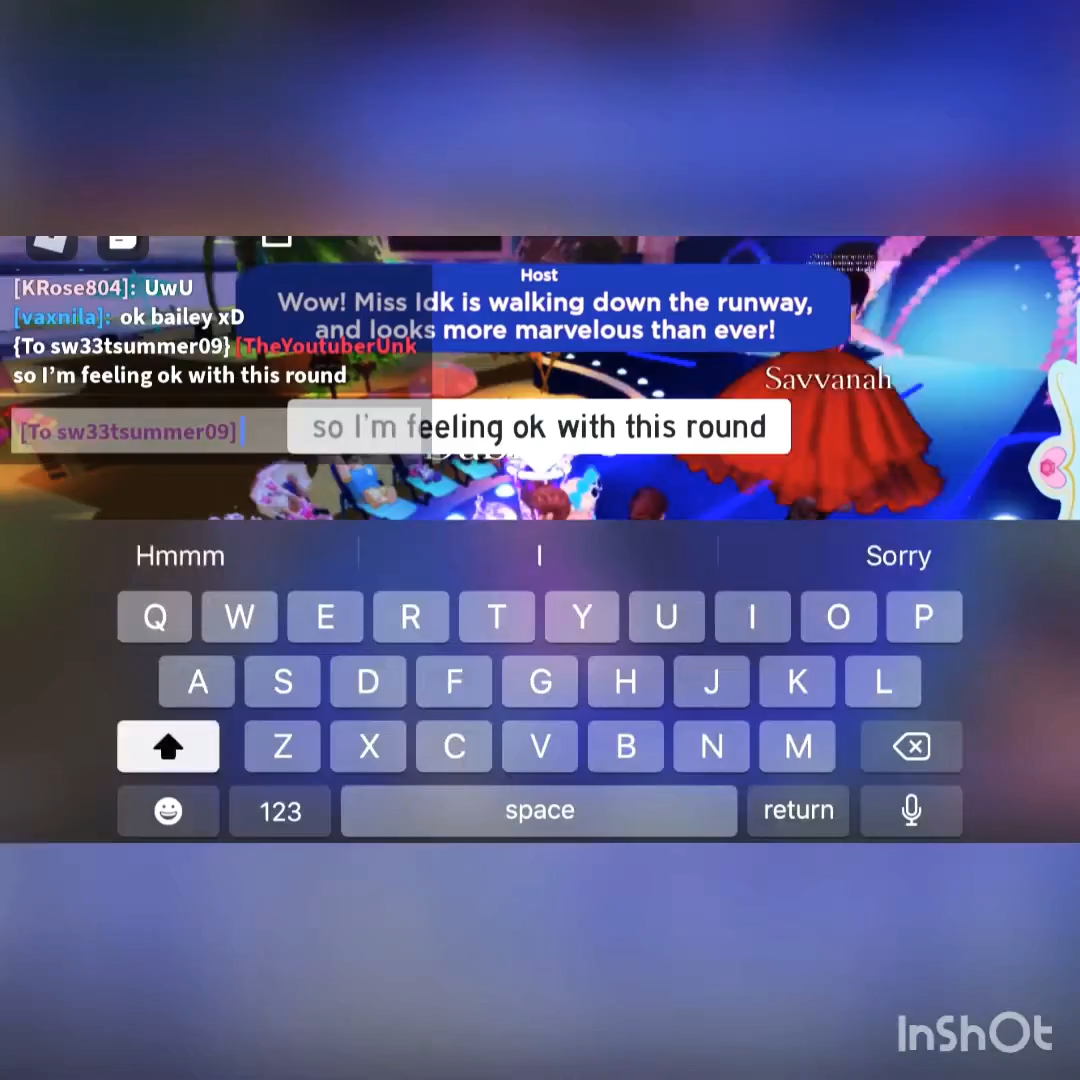 Host
Wow! Miss Idk is walking down the runway,
and looks more marvelous than ever!
[KRose804]: UwU
[vaxnila]: ok bailey xD
{To sw33tsummer09} [TheYoutuberUnk
so I'm feeling ok with this round
[To sw33tsummer09]
so I'm feeling ok with this round
Savvanah
Hmmm I Sorry
Q W E R T Y U I O P
A S D F G H J K L
Z X C V B N M
123 space return
InShOt